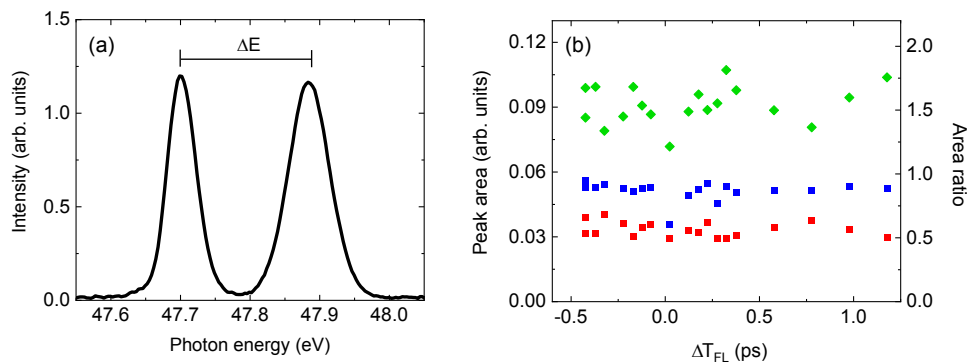 (a)
ΔE
1.5
1.0
0.5
0.0
Intensity (arb. units)
47.6 47.7 47.8 47.9 48.0
Photon energy (eV)
(b)
0.12
0.09
0.06
0.03
0.00
Peak area (arb. units)
2.0
1.5
1.0
0.5
0.0
Area ratio
-0.5 0.0 0.5 1.0
ΔT_FL (ps)